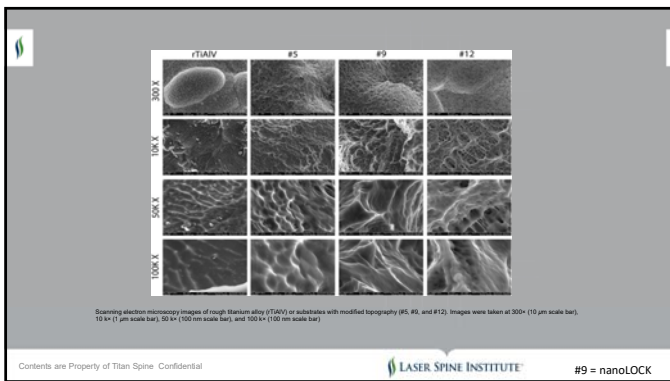 rTiAlV #5 #9 #12
300 X
10K X
50K X
100K X
Scanning electron microscopy images of rough titanium alloy (rTiAlV) or substrates with modified topography (#5, #9, and #12). Images were taken at 300× (10 µm scale bar),
10 k× (1 µm scale bar), 50 k× (100 nm scale bar), and 100 k× (100 nm scale bar)
Contents are Property of Titan Spine Confidential
LASER SPINE INSTITUTE
#9 = nanoLOCK